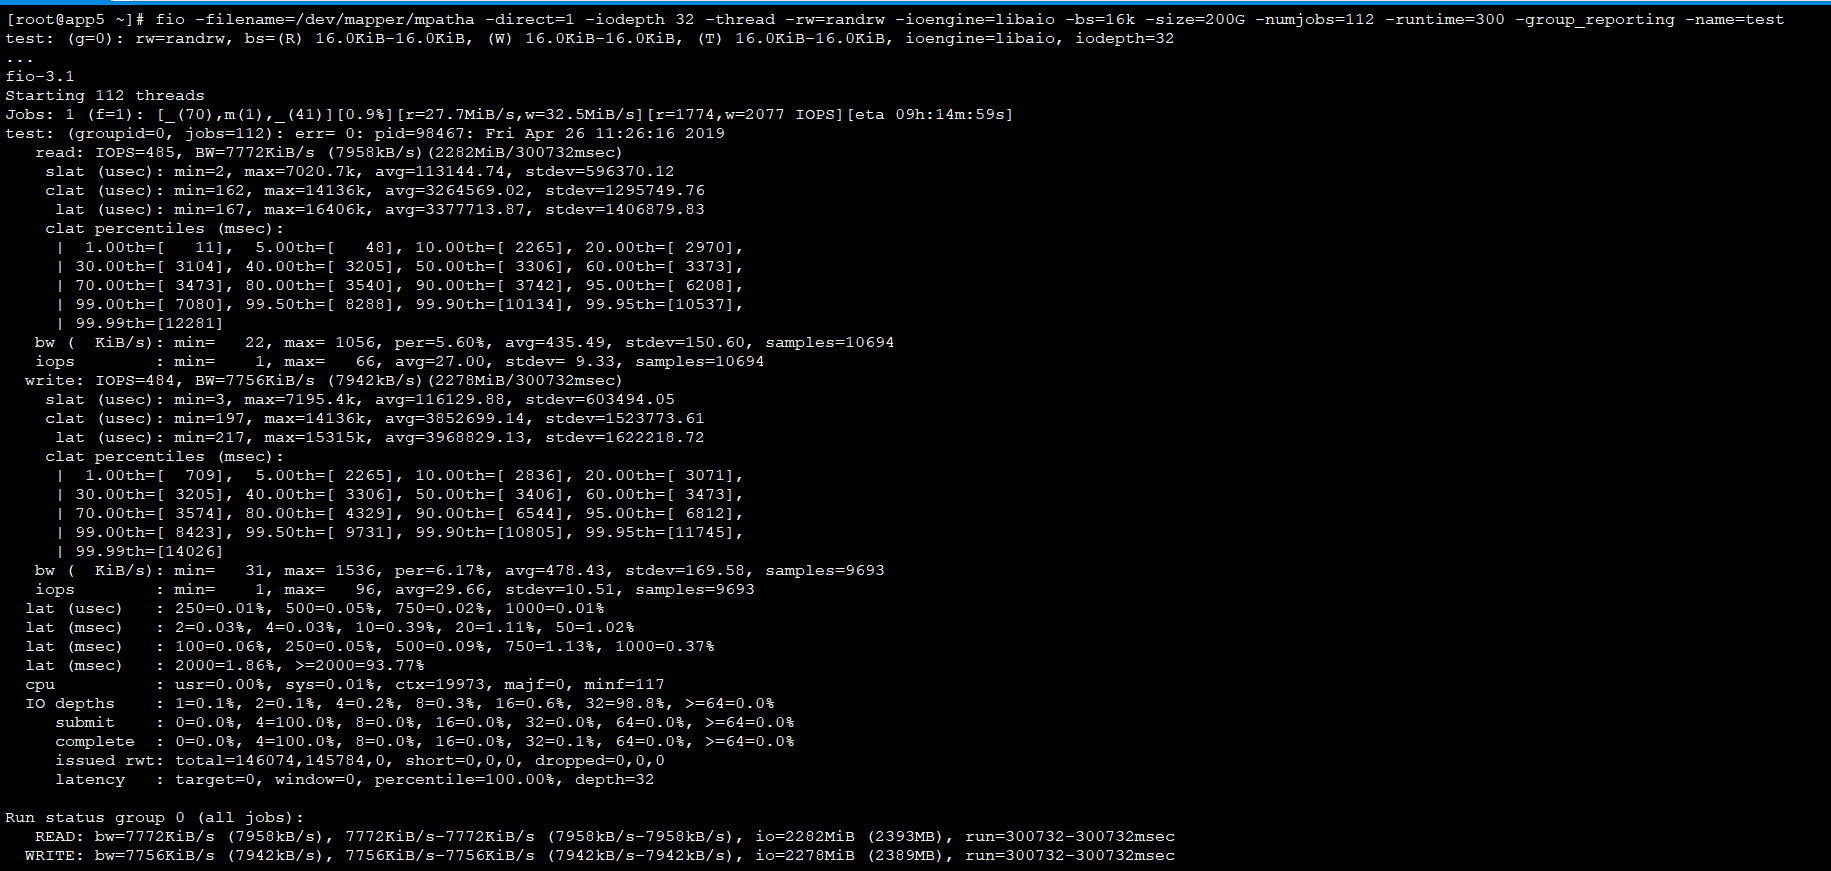 [root@app5 ~]# fio -filename=/dev/mapper/mpatha -direct=1 -iodepth 32 -thread -rw=randrw -ioengine=libaio -bs=16k -size=200G -numjobs=112 -runtime=300 -group_reporting -name=test
test: (g=0): rw=randrw, bs=(R) 16.0KiB-16.0KiB, (W) 16.0KiB-16.0KiB, (T) 16.0KiB-16.0KiB, ioengine=libaio, iodepth=32
...
fio-3.1
Starting 112 threads
Jobs: 1 (f=1): [_(70),m(1),_(41)][0.9%][r=27.7MiB/s,w=32.5MiB/s][r=1774,w=2077 IOPS][eta 09h:14m:59s]
test: (groupid=0, jobs=112): err= 0: pid=98467: Fri Apr 26 11:26:16 2019
   read: IOPS=485, BW=7772KiB/s (7958kB/s)(2282MiB/300732msec)
    slat (usec): min=2, max=7020.7k, avg=113144.74, stdev=596370.12
    clat (usec): min=162, max=14136k, avg=3264569.02, stdev=1295749.76
     lat (usec): min=167, max=16406k, avg=3377713.87, stdev=1406879.83
    clat percentiles (msec):
     |  1.00th=[   11],  5.00th=[   48], 10.00th=[ 2265], 20.00th=[ 2970],
     | 30.00th=[ 3104], 40.00th=[ 3205], 50.00th=[ 3306], 60.00th=[ 3373],
     | 70.00th=[ 3473], 80.00th=[ 3540], 90.00th=[ 3742], 95.00th=[ 6208],
     | 99.00th=[ 7080], 99.50th=[ 8288], 99.90th=[10134], 99.95th=[10537],
     | 99.99th=[12281]
   bw (  KiB/s): min=   22, max= 1056, per=5.60%, avg=435.49, stdev=150.60, samples=10694
   iops        : min=    1, max=   66, avg=27.00, stdev= 9.33, samples=10694
  write: IOPS=484, BW=7756KiB/s (7942kB/s)(2278MiB/300732msec)
    slat (usec): min=3, max=7195.4k, avg=116129.88, stdev=603494.05
    clat (usec): min=197, max=14136k, avg=3852699.14, stdev=1523773.61
     lat (usec): min=217, max=15315k, avg=3968829.13, stdev=1622218.72
    clat percentiles (msec):
     |  1.00th=[  709],  5.00th=[ 2265], 10.00th=[ 2836], 20.00th=[ 3071],
     | 30.00th=[ 3205], 40.00th=[ 3306], 50.00th=[ 3406], 60.00th=[ 3473],
     | 70.00th=[ 3574], 80.00th=[ 4329], 90.00th=[ 6544], 95.00th=[ 6812],
     | 99.00th=[ 8423], 99.50th=[ 9731], 99.90th=[10805], 99.95th=[11745],
     | 99.99th=[14026]
   bw (  KiB/s): min=   31, max= 1536, per=6.17%, avg=478.43, stdev=169.58, samples=9693
   iops        : min=    1, max=   96, avg=29.66, stdev=10.51, samples=9693
  lat (usec)   : 250=0.01%, 500=0.05%, 750=0.02%, 1000=0.01%
  lat (msec)   : 2=0.03%, 4=0.03%, 10=0.39%, 20=1.11%, 50=1.02%
  lat (msec)   : 100=0.06%, 250=0.05%, 500=0.09%, 750=1.13%, 1000=0.37%
  lat (msec)   : 2000=1.86%, >=2000=93.77%
  cpu          : usr=0.00%, sys=0.01%, ctx=19973, majf=0, minf=117
  IO depths    : 1=0.1%, 2=0.1%, 4=0.2%, 8=0.3%, 16=0.6%, 32=98.8%, >=64=0.0%
     submit    : 0=0.0%, 4=100.0%, 8=0.0%, 16=0.0%, 32=0.0%, 64=0.0%, >=64=0.0%
     complete  : 0=0.0%, 4=100.0%, 8=0.0%, 16=0.0%, 32=0.1%, 64=0.0%, >=64=0.0%
     issued rwt: total=146074,145784,0, short=0,0,0, dropped=0,0,0
     latency   : target=0, window=0, percentile=100.00%, depth=32

Run status group 0 (all jobs):
   READ: bw=7772KiB/s (7958kB/s), 7772KiB/s-7772KiB/s (7958kB/s-7958kB/s), io=2282MiB (2393MB), run=300732-300732msec
  WRITE: bw=7756KiB/s (7942kB/s), 7756KiB/s-7756KiB/s (7942kB/s-7942kB/s), io=2278MiB (2389MB), run=300732-300732msec